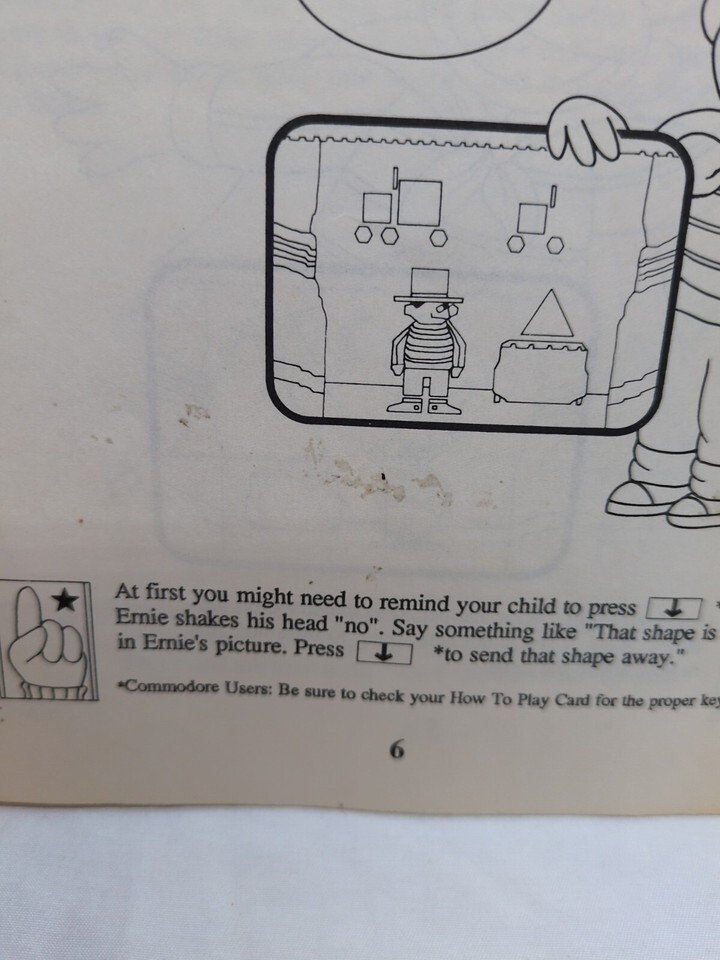 At first you might need to remind your child to press ↓ *
Ernie shakes his head "no". Say something like "That shape is
in Ernie's picture. Press ↓ *to send that shape away."
*Commodore Users: Be sure to check your How To Play Card for the proper key
6